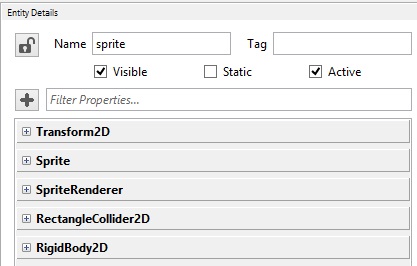 Entity Details
Name sprite Tag
Visible Static Active
Filter Properties...
Transform2D
Sprite
SpriteRenderer
RectangleCollider2D
RigidBody2D